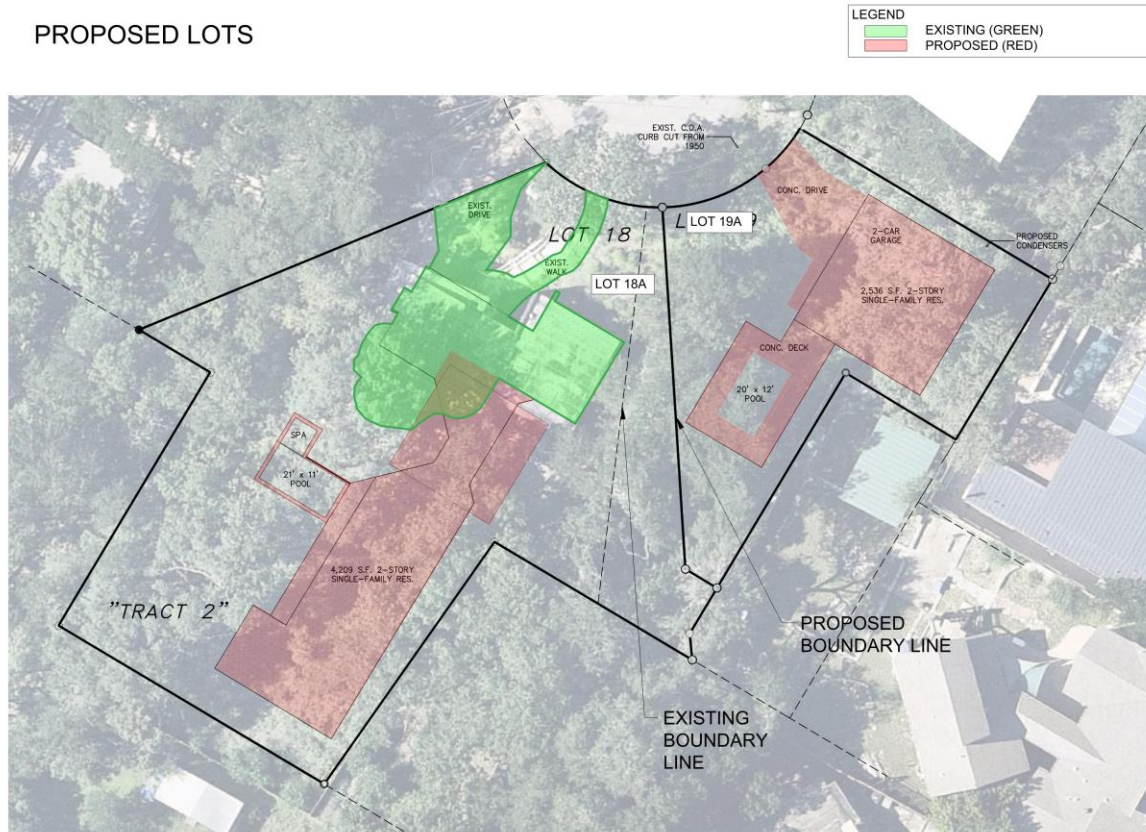 PROPOSED LOTS
LEGEND
EXISTING (GREEN)
PROPOSED (RED)
EXIST. C.O.A.
CURB CUT FROM
1950
CONC. DRIVE
EXIST.
DRIVE
LOT 18
LOT 19A
9
2-CAR
GARAGE
PROPOSED
CONDENSERS
EXIST.
WALK
LOT 18A
2,536 S.F. 2-STORY
SINGLE-FAMILY RES.
CONC. DECK
20' x 12'
POOL
SPA
21' x 11'
POOL
4,209 S.F. 2-STORY
SINGLE-FAMILY RES.
"TRACT 2"
PROPOSED
BOUNDARY LINE
EXISTING
BOUNDARY
LINE